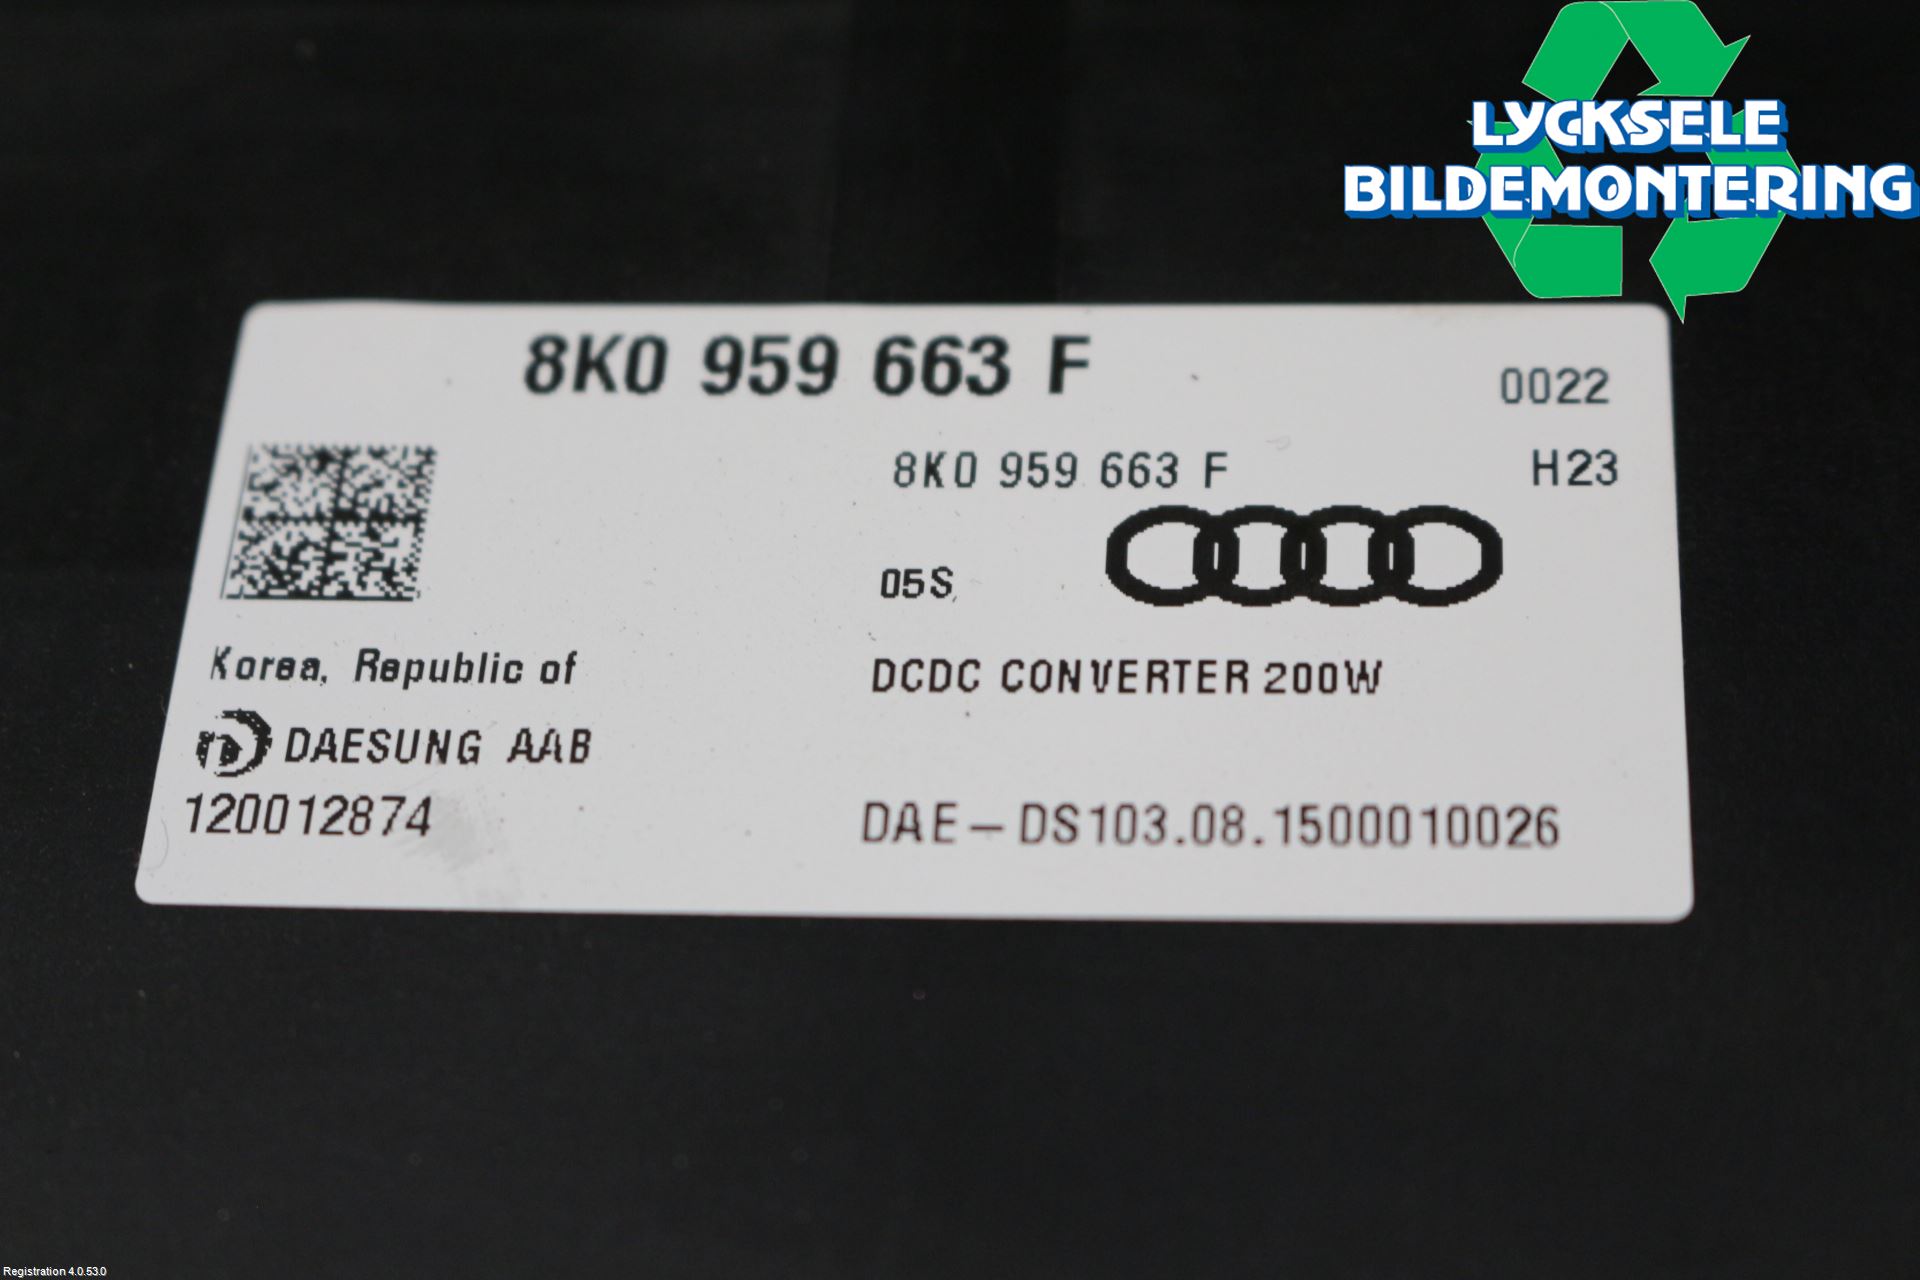 LYCKSELE
BILDEMONTERING
8K0 959 663 F
0022
8K0 959 663 F
H23
05S
Korea, Republic of
DCDC CONVERTER 200W
DAESUNG AAB
120012874
DAE-DS103.08.1500010026
Registration 4.0.53.0